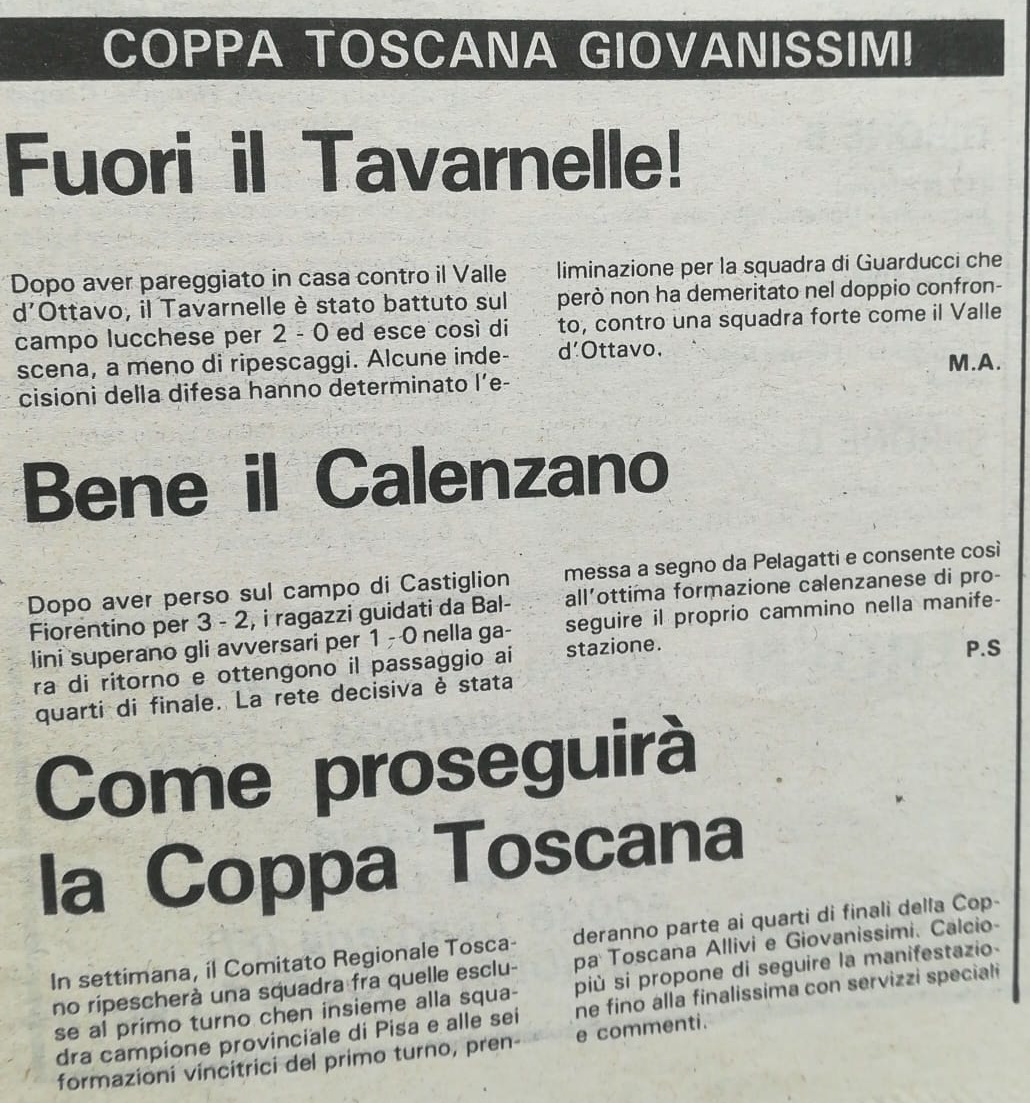 COPPA TOSCANA GIOVANISSIMI
Fuori il Tavarnelle!
Dopo aver pareggiato in casa contro il Valle
d'Ottavo, il Tavarnelle è stato battuto sul
campo lucchese per 2 - 0 ed esce così di
scena, a meno di ripescaggi. Alcune inde-
cisioni della difesa hanno determinato l'e-
liminazione per la squadra di Guarducci che
però non ha demeritato nel doppio confron-
to, contro una squadra forte come il Valle
d'Ottavo.
M.A.
Bene il Calenzano
Dopo aver perso sul campo di Castiglion
Fiorentino per 3 - 2, i ragazzi guidati da Bal-
lini superano gli avversari per 1 - 0 nella ga-
ra di ritorno e ottengono il passaggio ai
quarti di finale. La rete decisiva è stata
messa a segno da Pelagatti e consente così
all'ottima formazione calenzanese di pro-
seguire il proprio cammino nella manife-
stazione.
P.S
Come proseguirà
la Coppa Toscana
In settimana, il Comitato Regionale Tosca-
no ripescherà una squadra fra quelle esclu-
se al primo turno chen insieme alla squa-
dra campione provinciale di Pisa e alle sei
formazioni vincitrici del primo turno, pren-
deranno parte ai quarti di finali della Cop-
pa Toscana Allivi e Giovanissimi. Calcio-
più si propone di seguire la manifestazio-
ne fino alla finalissima con servizzi speciali
e commenti.